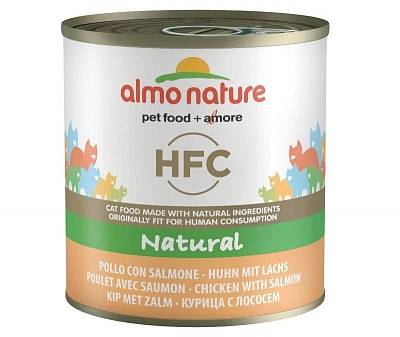 almo nature
pet food + amore
HFC
CAT FOOD MADE WITH NATURAL INGREDIENTS
ORIGINALLY FIT FOR HUMAN CONSUMPTION
Natural
POLLO CON SALMONE · HUHN MIT LACHS
POULET AVEC SAUMON · CHICKEN WITH SALMON
KIP MET ZALM · КУРИЦА С ЛОСОСЕМ